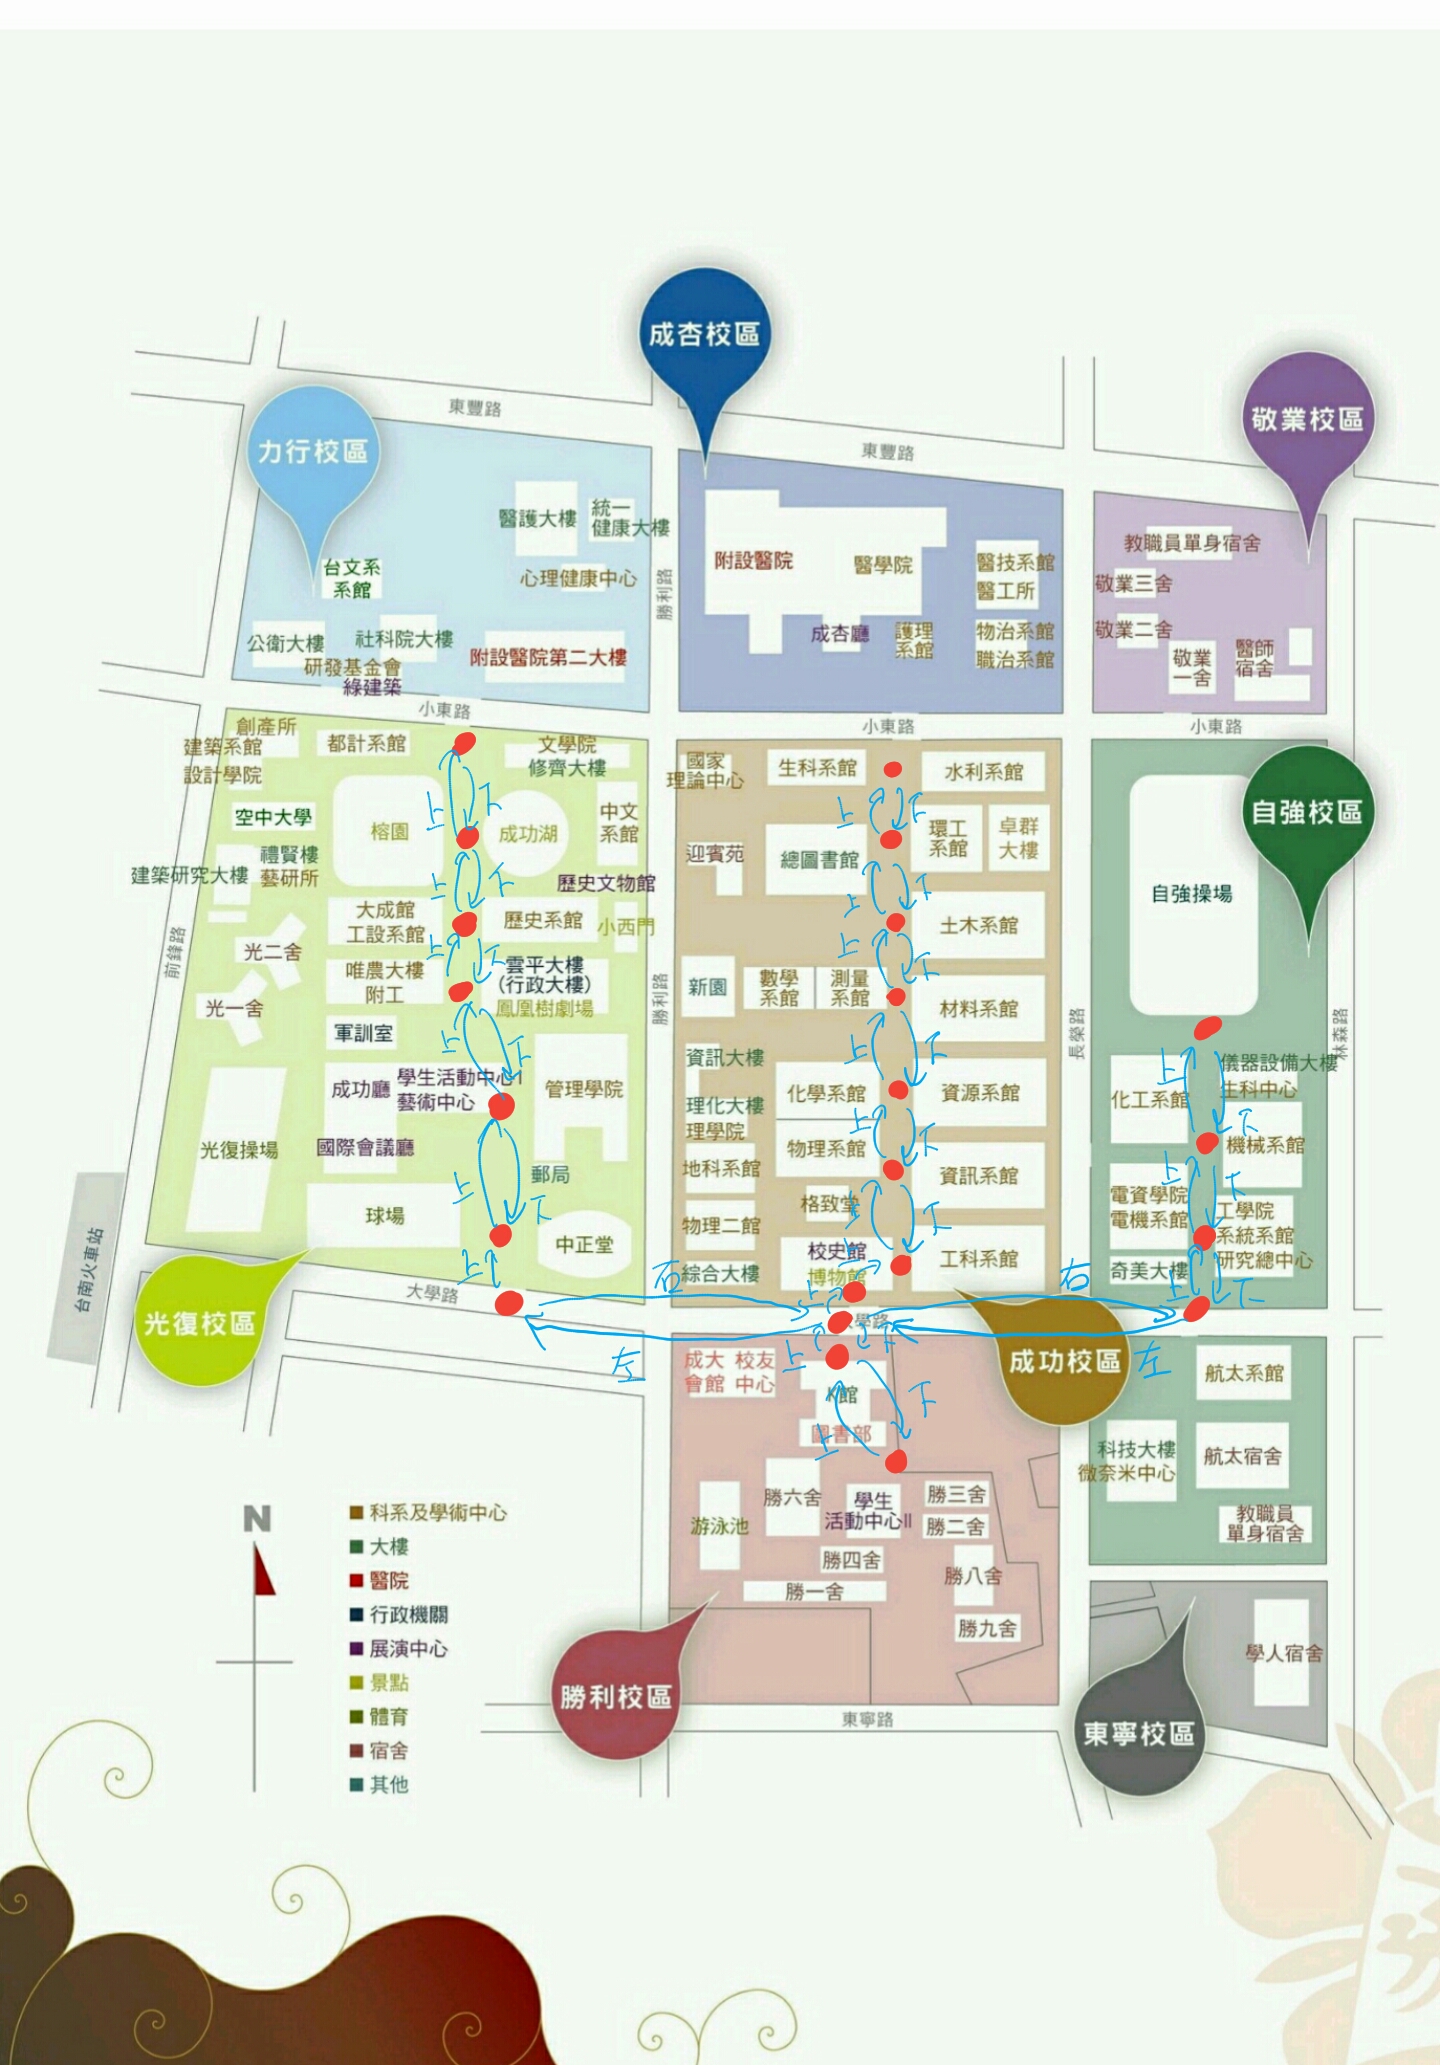 成杏校區
敬業校區
力行校區
東豐路
東豐路
醫護大樓
統一
健康大樓
心理健康中心
台文系
系館
公衛大樓
社科院大樓
研發基金會
綠建築
附設醫院第二大樓
勝利路
附設醫院
醫學院
醫技系館
醫工所
成杏廳
護理
系館
物治系館
職治系館
教職員單身宿舍
敬業三舍
敬業二舍
敬業
一舍
醫師
宿舍
小東路
小東路
小東路
創產所
建築系館
設計學院
都計系館
文學院
修齊大樓
空中大學
榕園
成功湖
中文
系館
禮賢樓
藝研所
建築研究大樓
歷史文物館
大成館
工設系館
歷史系館
小西門
前鋒路
光二舍
唯農大樓
附工
雲平大樓
(行政大樓)
鳳凰樹劇場
光一舍
軍訓室
成功廳
學生活動中心I
藝術中心
管理學院
國際會議廳
光復操場
郵局
球場
中正堂
台南火車站
光復校區
大學路
勝利路
國家
理論中心
生科系館
水利系館
迎賓苑
總圖書館
環工
系館
卓群
大樓
土木系館
新園
數學
系館
測量
系館
材料系館
資訊大樓
理化大樓
理學院
化學系館
資源系館
物理系館
地科系館
資訊系館
格致堂
物理二館
校史館
博物館
工科系館
綜合大樓
長榮路
自強校區
自強操場
林森路
儀器設備大樓
生科中心
化工系館
機械系館
電資學院
電機系館
工學院
系統系館
研究總中心
奇美大樓
學路
成功校區
成大
會館
校友
中心
K館
圖書部
航太系館
科技大樓
微奈米中心
航太宿舍
教職員
單身宿舍
游泳池
勝六舍
學生
活動中心II
勝三舍
勝二舍
勝四舍
勝一舍
勝八舍
勝九舍
勝利校區
東寧路
東寧校區
學人宿舍
N
科系及學術中心
大樓
醫院
行政機關
展演中心
景點
體育
宿舍
其他
上
下
上
下
上
下
上
下
上
下
上
右
左
上
下
上
下
上
下
上
下
上
下
上
下
上
上
下
上
下
右
左
上
下
上
下
上
下